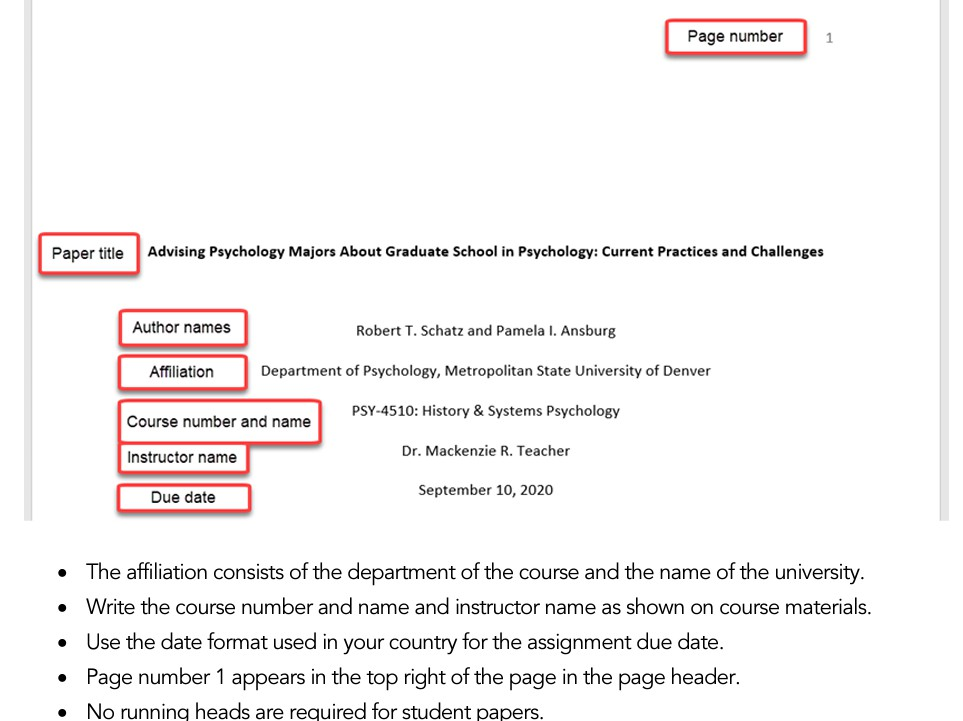 Page number 1
Paper title Advising Psychology Majors About Graduate School in Psychology: Current Practices and Challenges
Author names Robert T. Schatz and Pamela I. Ansburg
Affiliation Department of Psychology, Metropolitan State University of Denver
Course number and name PSY-4510: History & Systems Psychology
Instructor name Dr. Mackenzie R. Teacher
Due date September 10, 2020
• The affiliation consists of the department of the course and the name of the university.
• Write the course number and name and instructor name as shown on course materials.
• Use the date format used in your country for the assignment due date.
• Page number 1 appears in the top right of the page in the page header.
• No running heads are required for student papers.